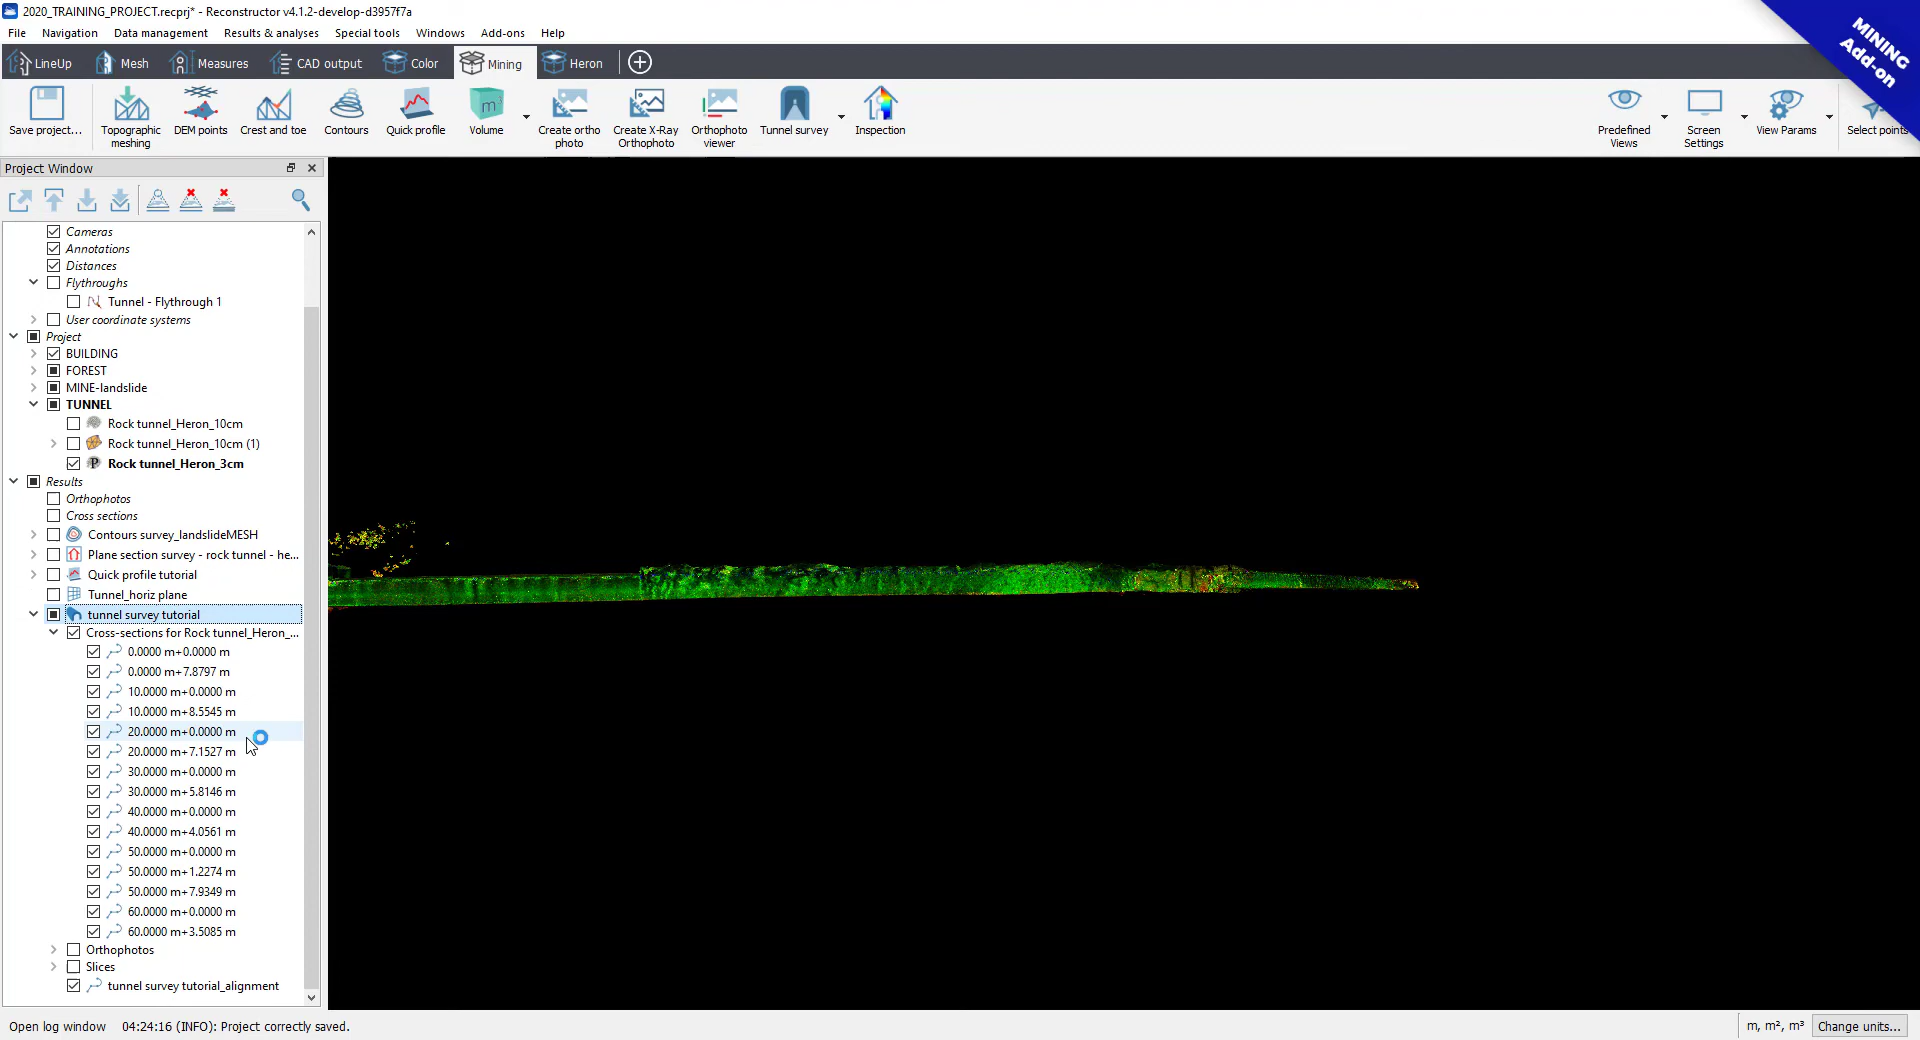 2020_TRAINING_PROJECT.recprj* - Reconstructor v4.1.2-develop-d3957f7a
File Navigation Data management Results & analyses Special tools Windows Add-ons Help
LineUp Mesh Measures CAD output Color Mining Heron
MINING
Add-on
Save project... Topographic meshing DEM points Crest and toe Contours Quick profile Volume Create ortho photo Create X-Ray Orthophoto Orthophoto viewer Tunnel survey Inspection Predefined Views Screen Settings View Params Select points
Project Window
Cameras
Annotations
Distances
Flythroughs
Tunnel - Flythrough 1
User coordinate systems
Project
BUILDING
FOREST
MINE-landslide
TUNNEL
Rock tunnel_Heron_10cm
Rock tunnel_Heron_10cm (1)
P Rock tunnel_Heron_3cm
Results
Orthophotos
Cross sections
Contours survey_landslideMESH
Plane section survey - rock tunnel - he...
Quick profile tutorial
Tunnel_horiz plane
tunnel survey tutorial
Cross-sections for Rock tunnel_Heron_...
0.0000 m+0.0000 m
0.0000 m+7.8797 m
10.0000 m+0.0000 m
10.0000 m+8.5545 m
20.0000 m+0.0000 m
20.0000 m+7.1527 m
30.0000 m+0.0000 m
30.0000 m+5.8146 m
40.0000 m+0.0000 m
40.0000 m+4.0561 m
50.0000 m+0.0000 m
50.0000 m+1.2274 m
50.0000 m+7.9349 m
60.0000 m+0.0000 m
60.0000 m+3.5085 m
Orthophotos
Slices
tunnel survey tutorial_alignment
Open log window 04:24:16 (INFO): Project correctly saved. m, m², m³ Change units...